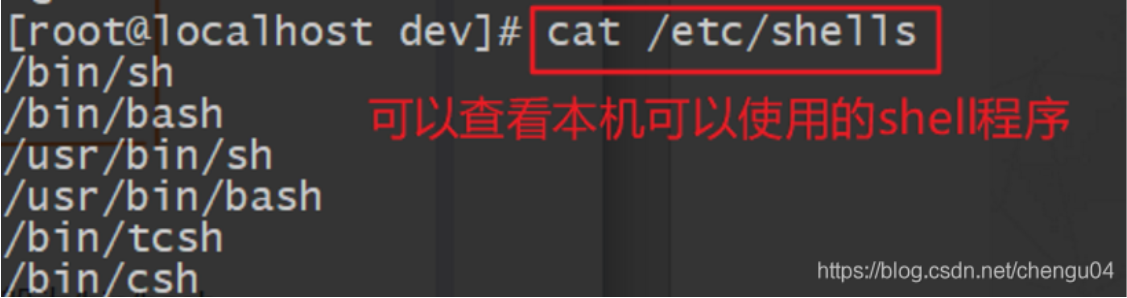 [root@localhost dev]# cat /etc/shells
/bin/sh
/bin/bash
可以查看本机可以使用的shell程序
/usr/bin/sh
/usr/bin/bash
/bin/tcsh
/bin/csh
https://blog.csdn.net/chengu04